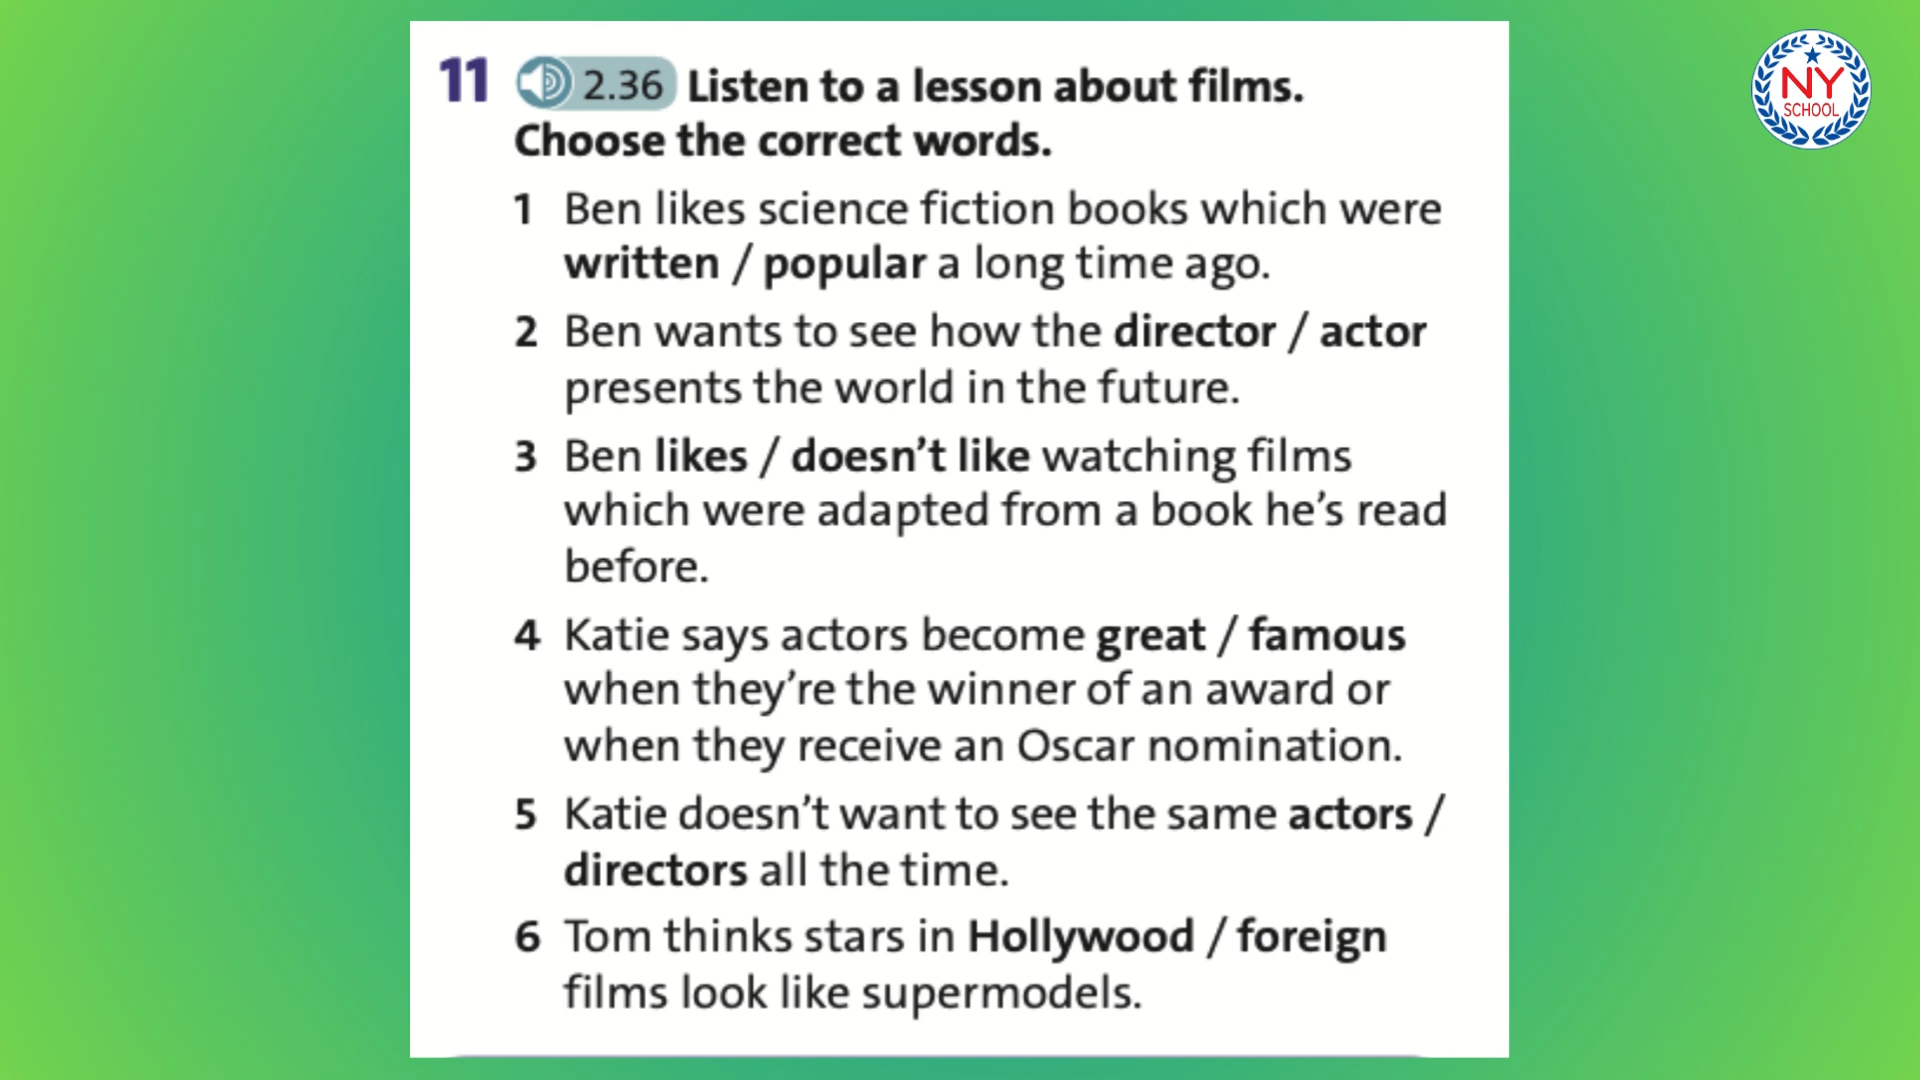 11 2.36 Listen to a lesson about films.
Choose the correct words.
1 Ben likes science fiction books which were
written / popular a long time ago.
2 Ben wants to see how the director / actor
presents the world in the future.
3 Ben likes / doesn't like watching films
which were adapted from a book he's read
before.
4 Katie says actors become great / famous
when they're the winner of an award or
when they receive an Oscar nomination.
5 Katie doesn't want to see the same actors /
directors all the time.
6 Tom thinks stars in Hollywood / foreign
films look like supermodels.
NY
SCHOOL